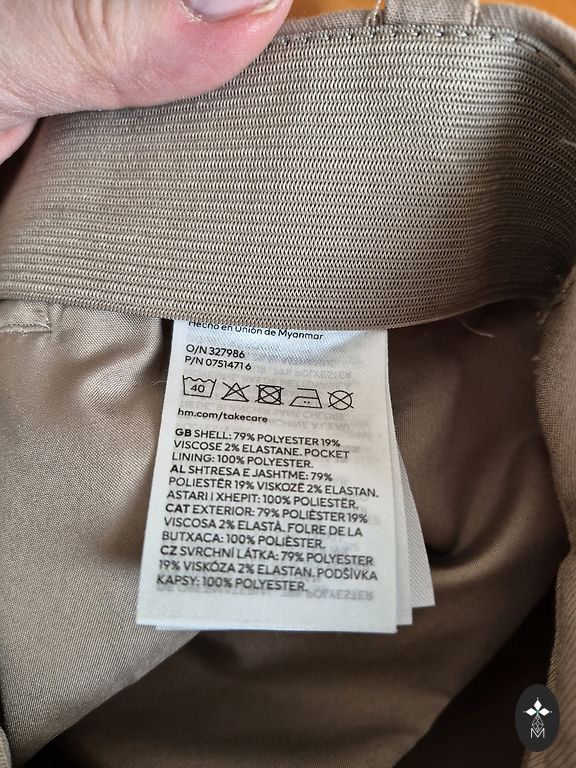 Hecho en Unión de Myanmar
O/N 327986
P/N 0751471 6
40
hm.com/takecare
GB SHELL: 79% POLYESTER 19%
VISCOSE 2% ELASTANE. POCKET
LINING: 100% POLYESTER.
AL SHTRESA E JASHTME: 79%
POLIESTËR 19% VISKOZË 2% ELASTAN.
ASTARI I XHEPIT: 100% POLIESTËR.
CAT EXTERIOR: 79% POLIÈSTER 19%
VISCOSA 2% ELASTÀ. FOLRE DE LA
BUTXACA: 100% POLIÈSTER.
CZ SVRCHNÍ LÁTKA: 79% POLYESTER
19% VISKÓZA 2% ELASTAN. PODŠÍVKA
KAPSY: 100% POLYESTER.